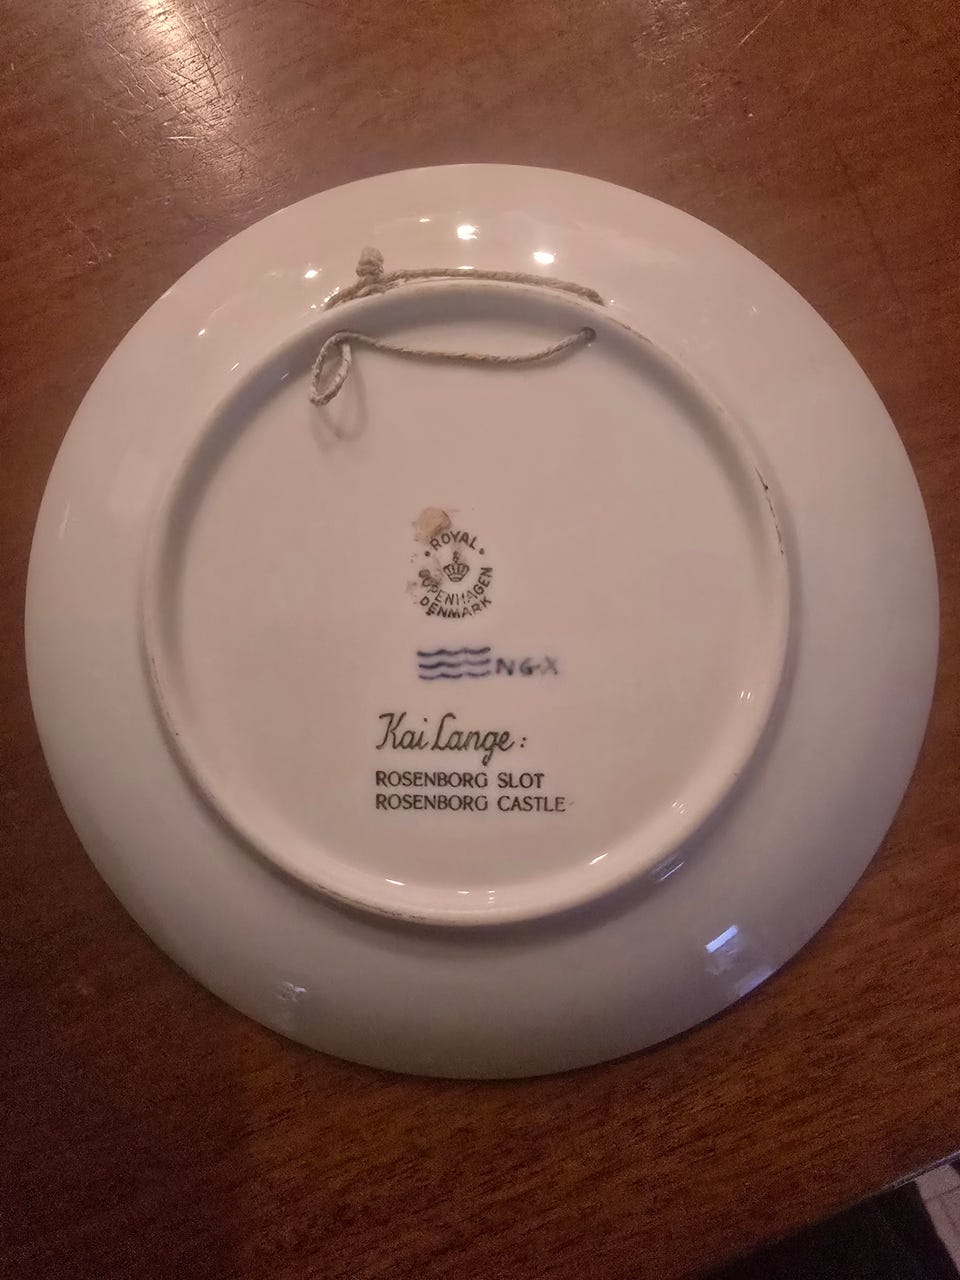 ROYAL
COPENHAGEN
DENMARK
NG-X
Kai Lange:
ROSENBORG SLOT
ROSENBORG CASTLE